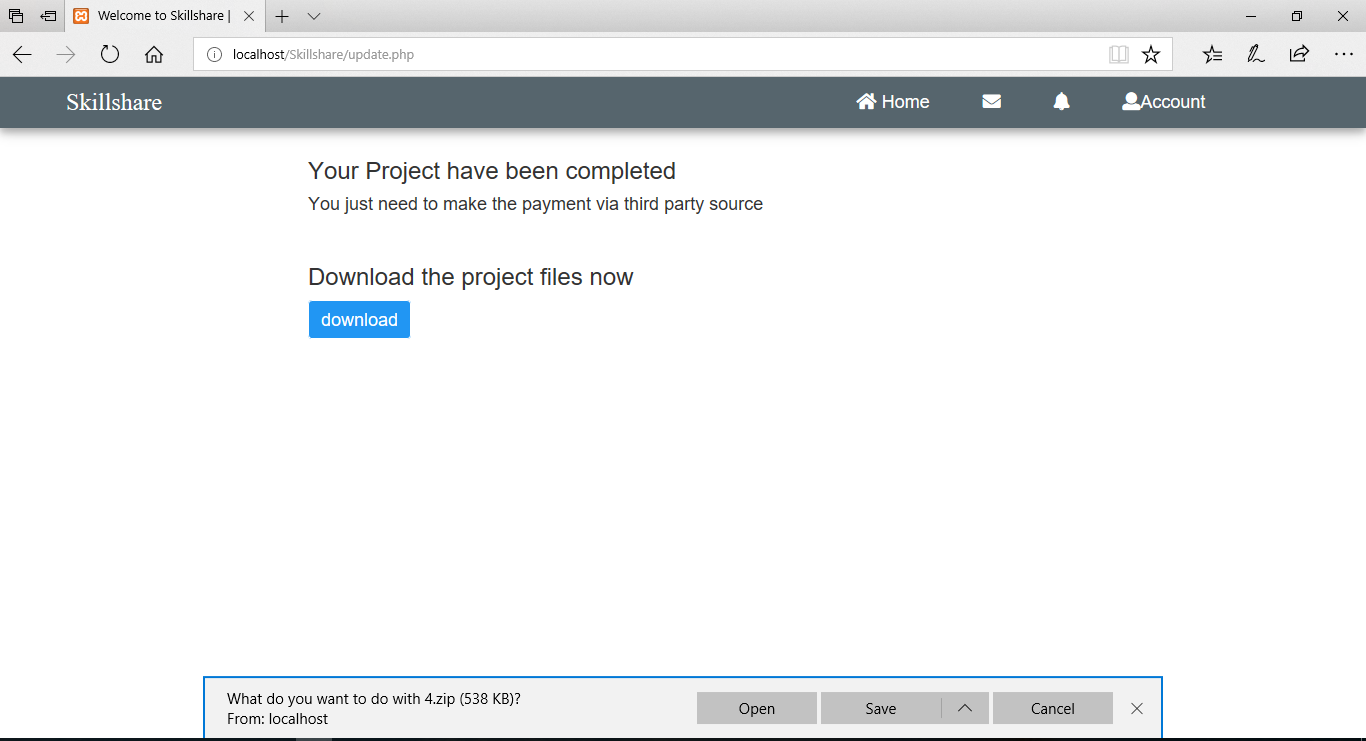 Welcome to Skillshare |
localhost/Skillshare/update.php
Skillshare
Home
Account
Your Project have been completed
You just need to make the payment via third party source
Download the project files now
download
What do you want to do with 4.zip (538 KB)?
From: localhost
Open
Save
Cancel